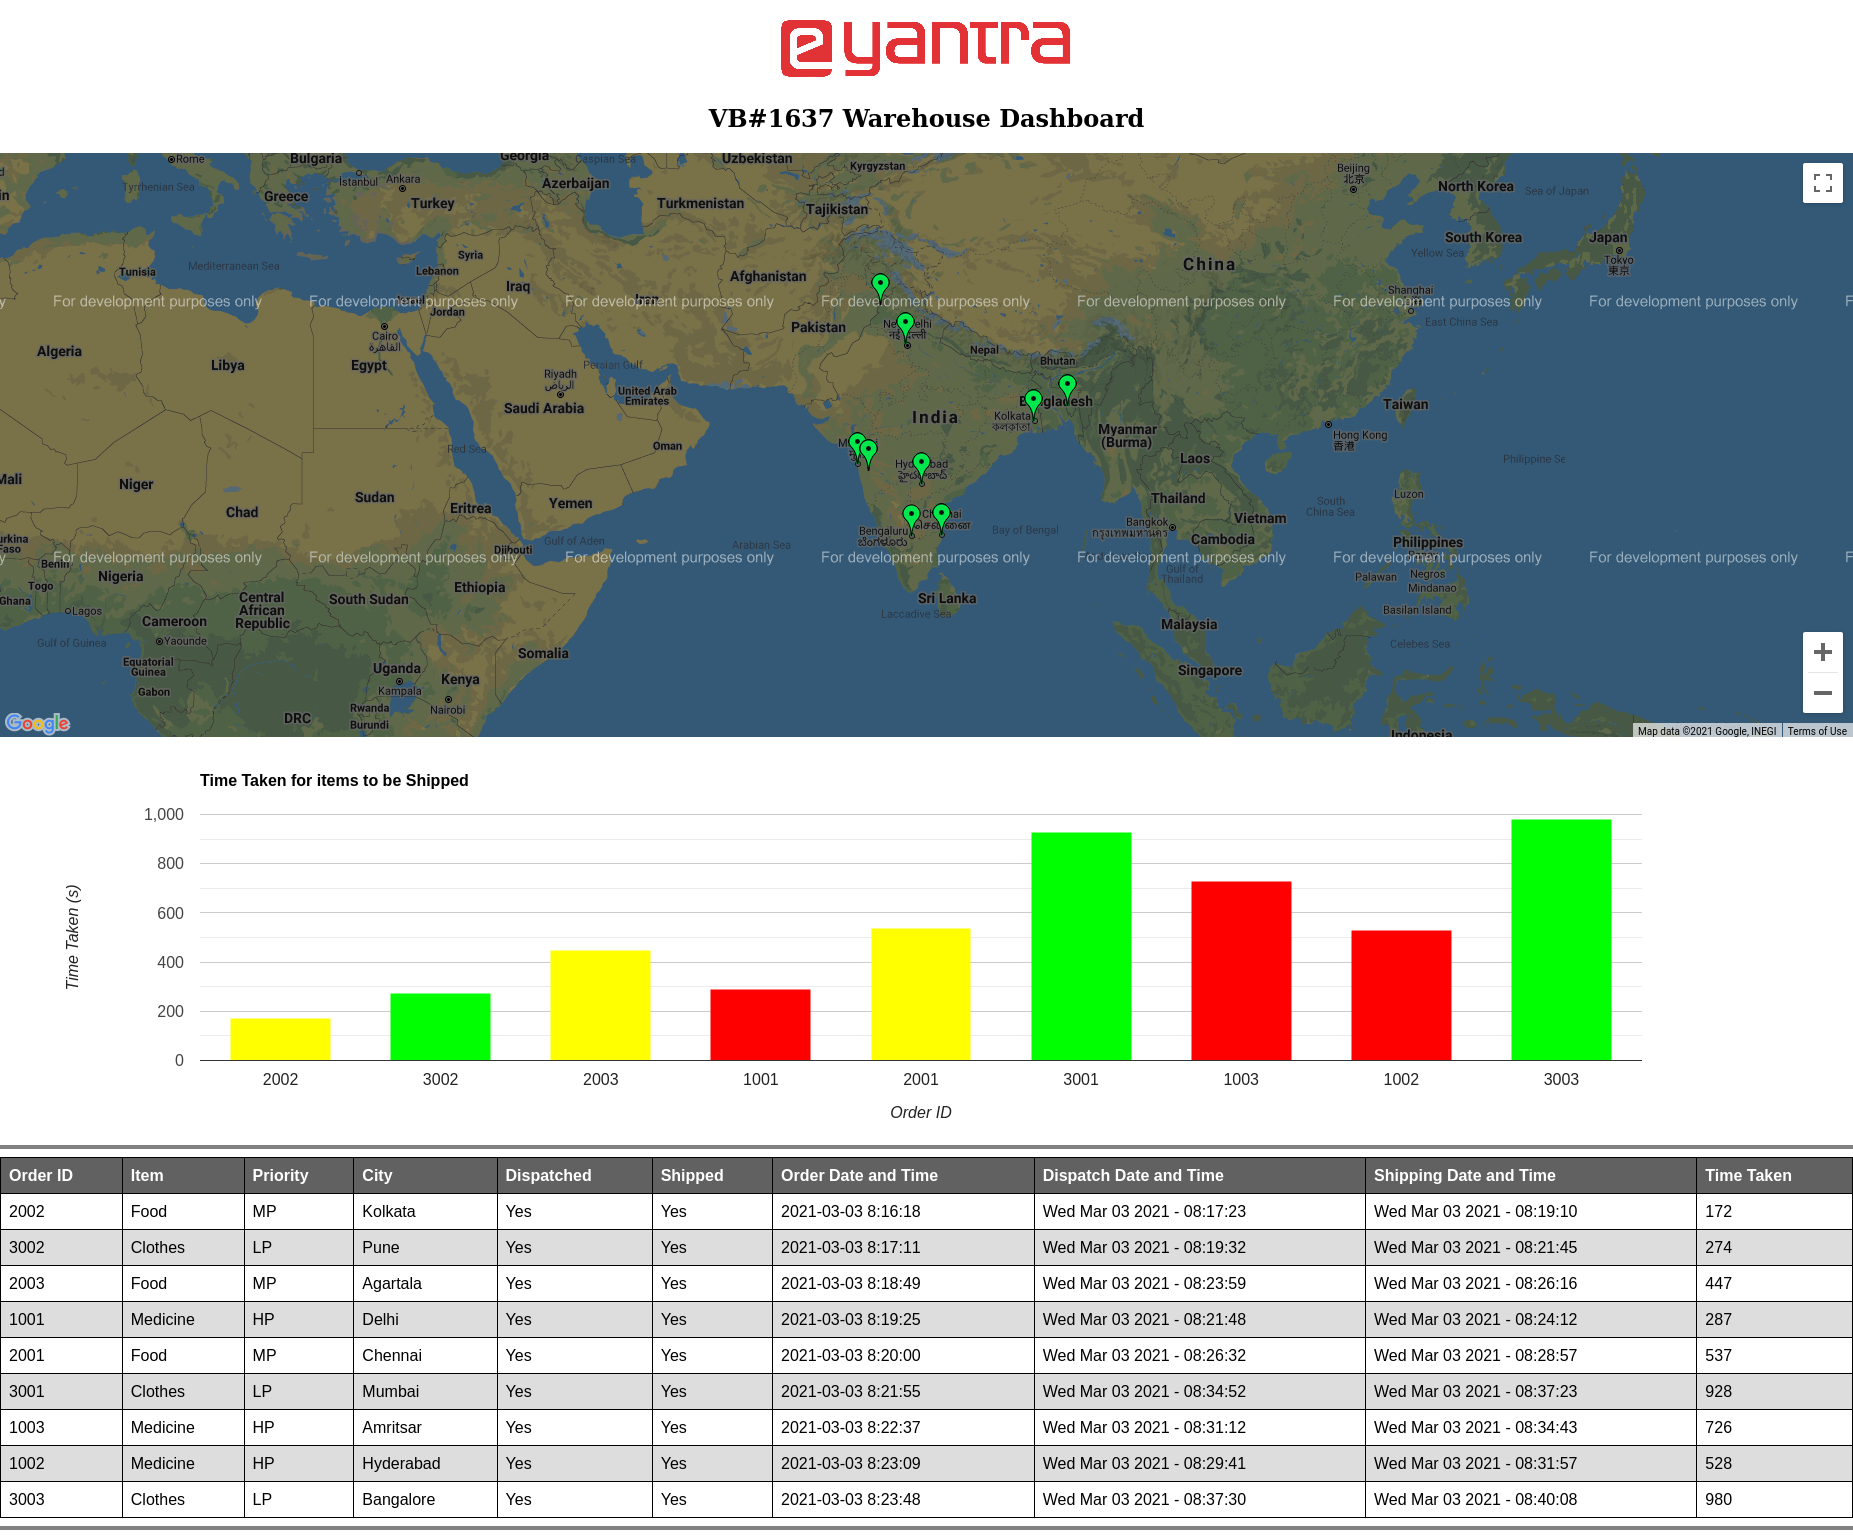 eyantra
VB#1637 Warehouse Dashboard
Rome
Bulgaria
Georgia
Caspian Sea
Uzbekistan
Kyrgyzstan
Beijing
北京
North Korea
Sea of Japan
Tyrrhenian Sea
Greece
İstanbul
Ankara
Turkey
Azerbaijan
Turkmenistan
Tajikistan
South Korea
Japan
Tokyo
東京
Yellow Sea
Tunisia
Mediterranean Sea
Syria
Lebanon
Iraq
Iran
Afghanistan
China
Shanghai
East China Sea
For development purposes only
For development purposes only
For development purposes only
For development purposes only
For development purposes only
For development purposes only
For development purposes only
Israel
Jordan
Pakistan
Cairo
القاهرة
Algeria
Libya
Egypt
Persian Gulf
Nepal
Bhutan
Riyadh
الرياض
United Arab
Emirates
Saudi Arabia
India
Kolkata
কলকাতা
Bangladesh
Taiwan
Hong Kong
香港
Myanmar
(Burma)
Red Sea
Oman
Laos
Philippine Se
Mali
Niger
Chad
Sudan
Eritrea
Yemen
Thailand
Luzon
South
China Sea
Vietnam
Bengaluru
ಬೆಂಗಳೂರು
Bay of Bengal
Bangkok
กรุงเทพมหานคร
Cambodia
Arabian Sea
Gulf of Aden
Djibouti
Philippines
For development purposes only
For development purposes only
For development purposes only
For development purposes only
For development purposes only
For development purposes only
For development purposes only
Benin
Nigeria
Togo
Ghana
Lagos
Central
African
Republic
South Sudan
Ethiopia
Sri Lanka
Laccadive Sea
Gulf of
Thailand
Palawan
Negros
Mindanao
Basilan Island
Cameroon
Yaounde
Gulf of Guinea
Malaysia
Celebes Sea
Equatorial
Guinea
Gabon
Uganda
Kampala
Kenya
Nairobi
Somalia
Singapore
DRC
Rwanda
Burundi
Indonesia
Google
Map data ©2021 Google, INEGI Terms of Use
Time Taken for items to be Shipped
1,000
800
600
400
200
0
Time Taken (s)
2002 3002 2003 1001 2001 3001 1003 1002 3003
Order ID
Order ID Item Priority City Dispatched Shipped Order Date and Time Dispatch Date and Time Shipping Date and Time Time Taken
2002 Food MP Kolkata Yes Yes 2021-03-03 8:16:18 Wed Mar 03 2021 - 08:17:23 Wed Mar 03 2021 - 08:19:10 172
3002 Clothes LP Pune Yes Yes 2021-03-03 8:17:11 Wed Mar 03 2021 - 08:19:32 Wed Mar 03 2021 - 08:21:45 274
2003 Food MP Agartala Yes Yes 2021-03-03 8:18:49 Wed Mar 03 2021 - 08:23:59 Wed Mar 03 2021 - 08:26:16 447
1001 Medicine HP Delhi Yes Yes 2021-03-03 8:19:25 Wed Mar 03 2021 - 08:21:48 Wed Mar 03 2021 - 08:24:12 287
2001 Food MP Chennai Yes Yes 2021-03-03 8:20:00 Wed Mar 03 2021 - 08:26:32 Wed Mar 03 2021 - 08:28:57 537
3001 Clothes LP Mumbai Yes Yes 2021-03-03 8:21:55 Wed Mar 03 2021 - 08:34:52 Wed Mar 03 2021 - 08:37:23 928
1003 Medicine HP Amritsar Yes Yes 2021-03-03 8:22:37 Wed Mar 03 2021 - 08:31:12 Wed Mar 03 2021 - 08:34:43 726
1002 Medicine HP Hyderabad Yes Yes 2021-03-03 8:23:09 Wed Mar 03 2021 - 08:29:41 Wed Mar 03 2021 - 08:31:57 528
3003 Clothes LP Bangalore Yes Yes 2021-03-03 8:23:48 Wed Mar 03 2021 - 08:37:30 Wed Mar 03 2021 - 08:40:08 980